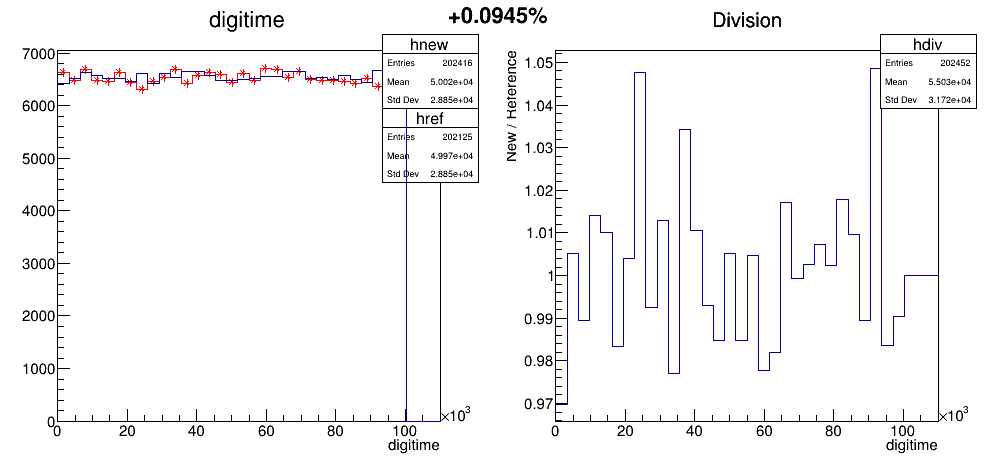 +0.0945%
digitime
hnew
Entries 202416
Mean 5.002e+04
Std Dev 2.885e+04
href
Entries 202125
Mean 4.997e+04
Std Dev 2.885e+04
7000
6000
5000
4000
3000
2000
1000
0
0 20 40 60 80 100
×10³
digitime
Division
hdiv
Entries 202452
Mean 5.503e+04
Std Dev 3.172e+04
New / Reference
1.05
1.04
1.03
1.02
1.01
1
0.99
0.98
0.97
0 20 40 60 80 100
×10³
digitime